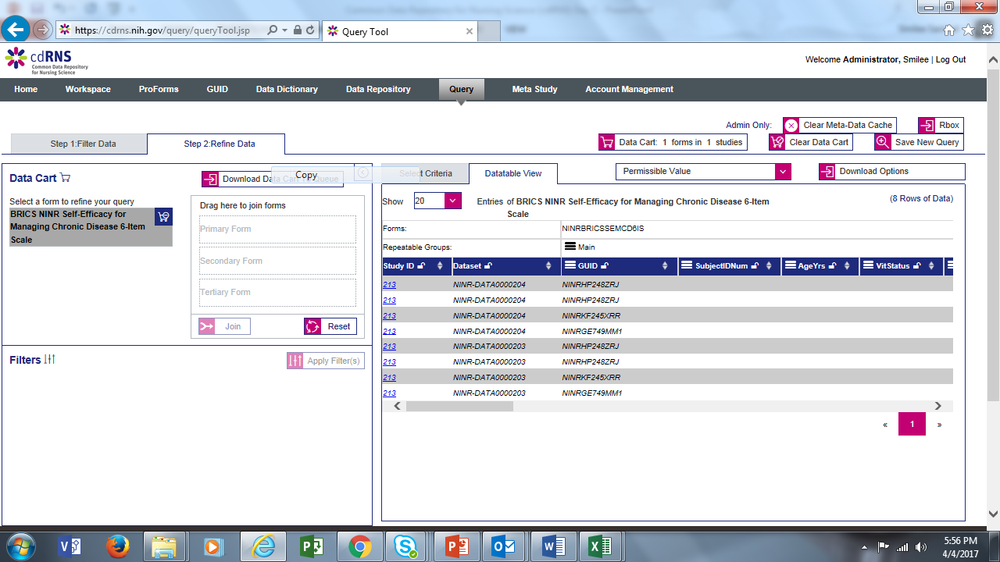 https://cdrns.nih.gov/query/queryTool.jsp
Query Tool
cdRNS
Common Data Repository
for Nursing Science
Welcome Administrator, Smilee | Log Out
Home Workspace ProForms GUID Data Dictionary Data Repository Query Meta Study Account Management
Admin Only: Clear Meta-Data Cache Rbox
Step 1:Filter Data Step 2:Refine Data
Data Cart: 1 forms in 1 studies Clear Data Cart Save New Query
Data Cart
Download Data Cart To Queue
Copy
Select Criteria Datatable View Permissible Value Download Options
Select a form to refine your query
BRICS NINR Self-Efficacy for
Managing Chronic Disease 6-Item
Scale
Drag here to join forms
Primary Form
Secondary Form
Tertiary Form
Join Reset
Filters
Apply Filter(s)
Show 20 Entries of BRICS NINR Self-Efficacy for Managing Chronic Disease 6-Item
Scale
(8 Rows of Data)
Forms: NINRBRICSSEMCD6IS
Repeatable Groups: Main
Study ID Dataset GUID SubjectIDNum AgeYrs VitStatus
213 NINR-DATA0000204 NINRHP248ZRJ
213 NINR-DATA0000204 NINRHP248ZRJ
213 NINR-DATA0000204 NINRKF245XRR
213 NINR-DATA0000204 NINRGE749MM1
213 NINR-DATA0000203 NINRHP248ZRJ
213 NINR-DATA0000203 NINRHP248ZRJ
213 NINR-DATA0000203 NINRKF245XRR
213 NINR-DATA0000203 NINRGE749MM1
« 1 »
5:56 PM
4/4/2017